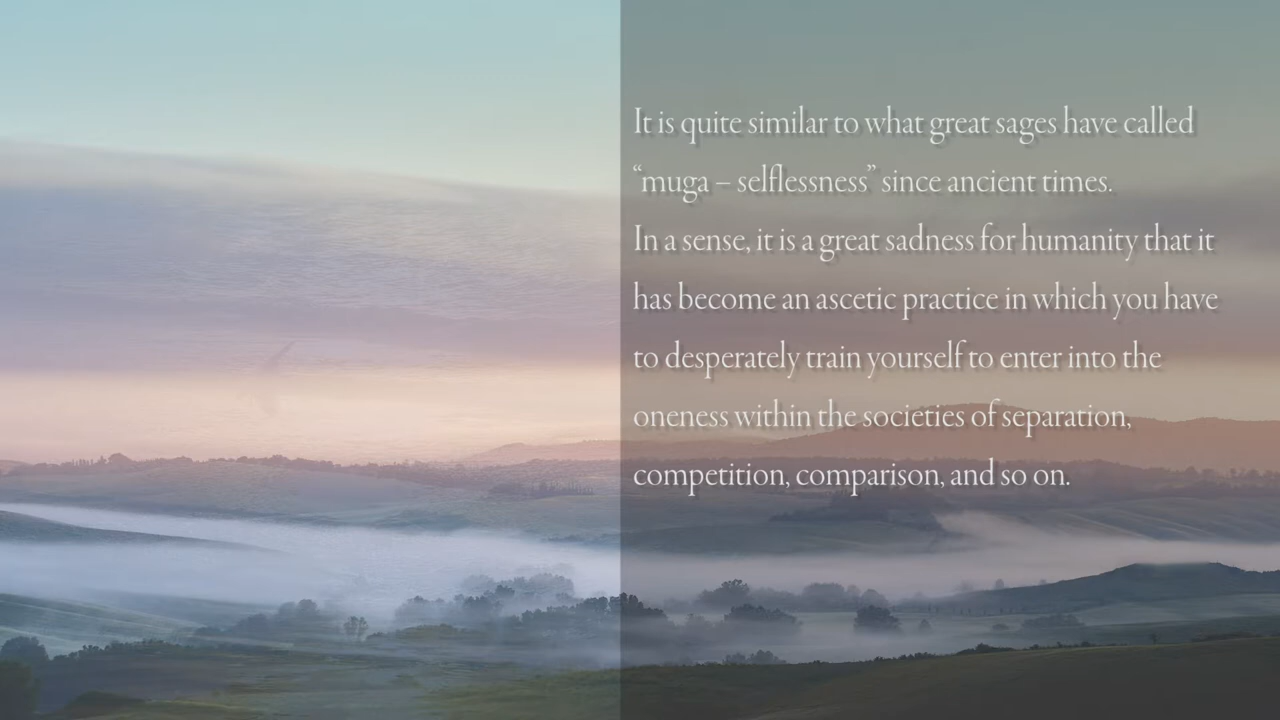 It is quite similar to what great sages have called
“muga – selflessness” since ancient times.
In a sense, it is a great sadness for humanity that it
has become an ascetic practice in which you have
to desperately train yourself to enter into the
oneness within the societies of separation,
competition, comparison, and so on.